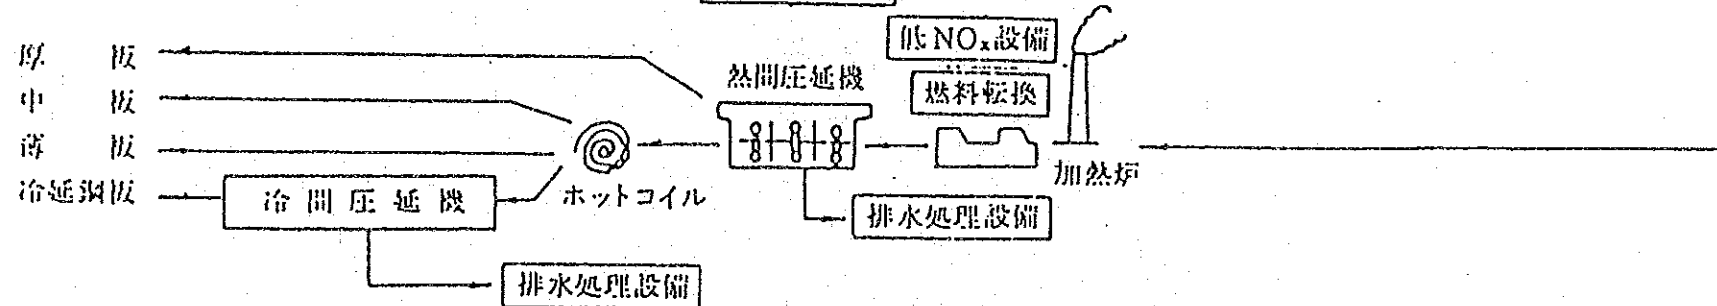 低NOx設備
燃料転換
熱間圧延機
加熱炉
厚板
中板
薄板
冷延鋼板
ホットコイル
冷間圧延機
排水処理設備
排水処理設備